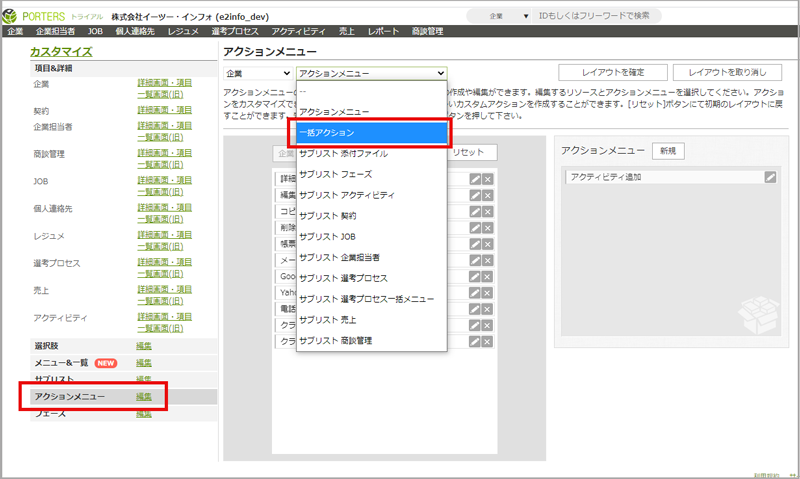 PORTERS トライアル 株式会社イーツー・インフォ (e2info_dev)
企業 ▼ IDもしくはフリーワードで検索
企業 企業担当者 JOB 個人連絡先 レジュメ 選考プロセス アクティビティ 売上 レポート 商談管理
カスタマイズ
項目&詳細
企業 詳細画面・項目
一覧画面(旧)
契約 詳細画面・項目
一覧画面(旧)
企業担当者 詳細画面・項目
一覧画面(旧)
商談管理 詳細画面・項目
一覧画面(旧)
JOB 詳細画面・項目
一覧画面(旧)
個人連絡先 詳細画面・項目
一覧画面(旧)
レジュメ 詳細画面・項目
一覧画面(旧)
選考プロセス 詳細画面・項目
一覧画面(旧)
売上 詳細画面・項目
一覧画面(旧)
アクティビティ 詳細画面・項目
一覧画面(旧)
選択肢 編集
メニュー&一覧 NEW 編集
サブリスト 編集
アクションメニュー 編集
フェーズ 編集
アクションメニュー
企業 アクションメニュー レイアウトを確定 レイアウトを取り消し
アクションメニューの
の作成や編集ができます。編集するリソースとアクションメニューを選択してください。アクショ
ンをカスタマイズでき
いカスタムアクションを作成することができます。[リセット]ボタンにて初期のレイアウトに戻
すことができます。
タンを押して下さい。
--
アクションメニュー
一括アクション
サブリスト 添付ファイル
サブリスト フェーズ
サブリスト アクティビティ
サブリスト 契約
サブリスト JOB
サブリスト 企業担当者
サブリスト 選考プロセス
サブリスト 選考プロセス一括メニュー
サブリスト 売上
サブリスト 商談管理
企業
リセット
詳細
編集
コピ
削除
帳票
メー
Goo
Yah
電話
クラ
クラ
アクションメニュー 新規
アクティビティ追加